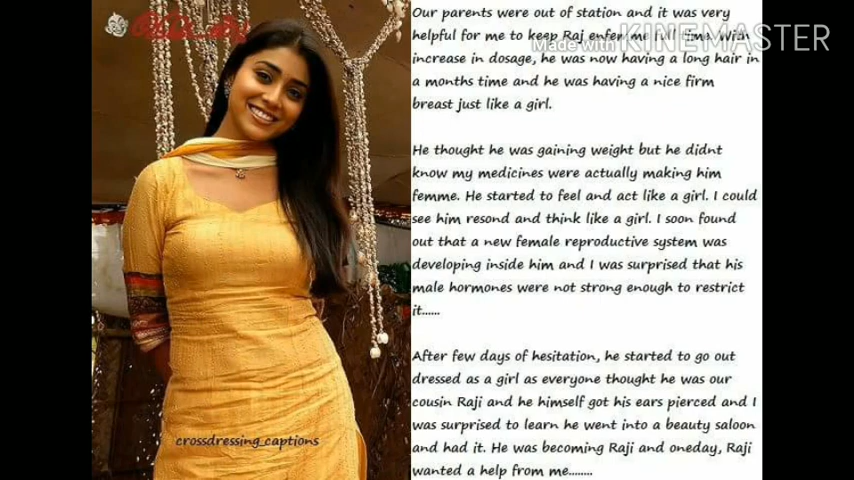 Our parents were out of station and it was very
helpful for me to keep Raj enfemme full time. With
Made with KINEMASTER
increase in dosage, he was now having a long hair in
a months time and he was having a nice firm
breast just like a girl.
He thought he was gaining weight but he didnt
know my medicines were actually making him
femme. He started to feel and act like a girl. I could
see him resond and think like a girl. I soon found
out that a new female reproductive system was
developing inside him and I was surprised that his
male hormones were not strong enough to restrict
it......
After few days of hesitation, he started to go out
dressed as a girl as everyone thought he was our
cousin Raji and he himself got his ears pierced and I
was surprised to learn he went into a beauty saloon
and had it. He was becoming Raji and oneday, Raji
wanted a help from me........
crossdressing_captions